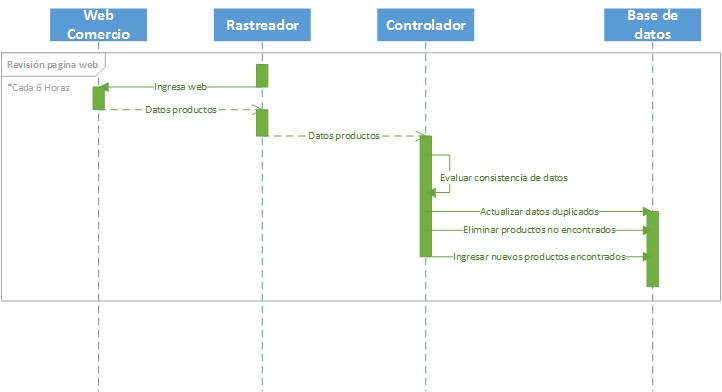 Web
Comercio
Rastreador
Controlador
Base de
datos
Revisión pagina web
*Cada 6 Horas
Ingresa web
Datos productos
Datos productos
Evaluar consistencia de datos
Actualizar datos duplicados
Eliminar productos no encontrados
Ingresar nuevos productos encontrados